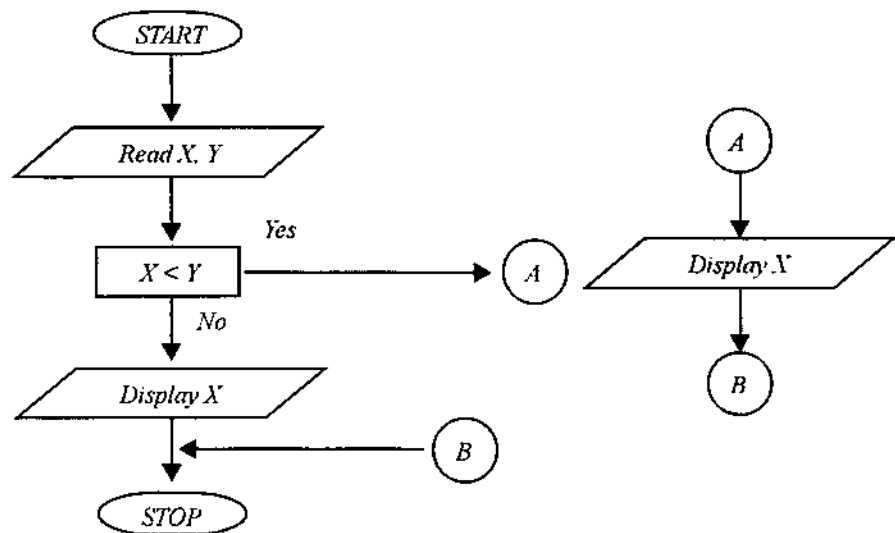 START
Read X, Y
Yes
X < Y
A
No
Display X
B
STOP
A
Display X
B